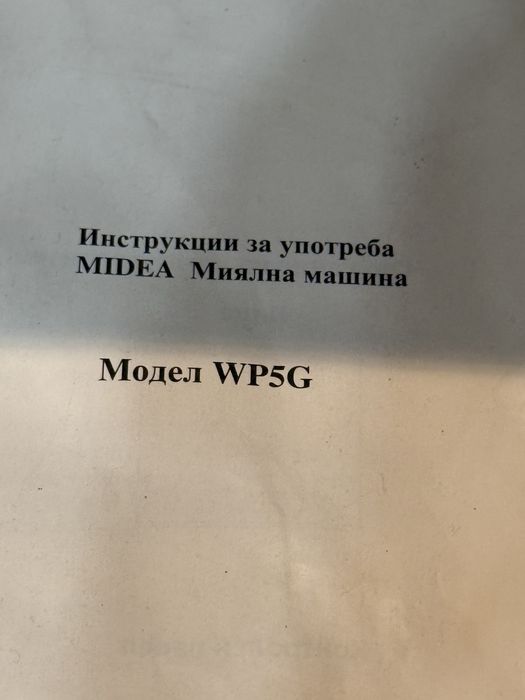 Инструкции за употреба
MIDEA Миялна машина
Модел WP5G